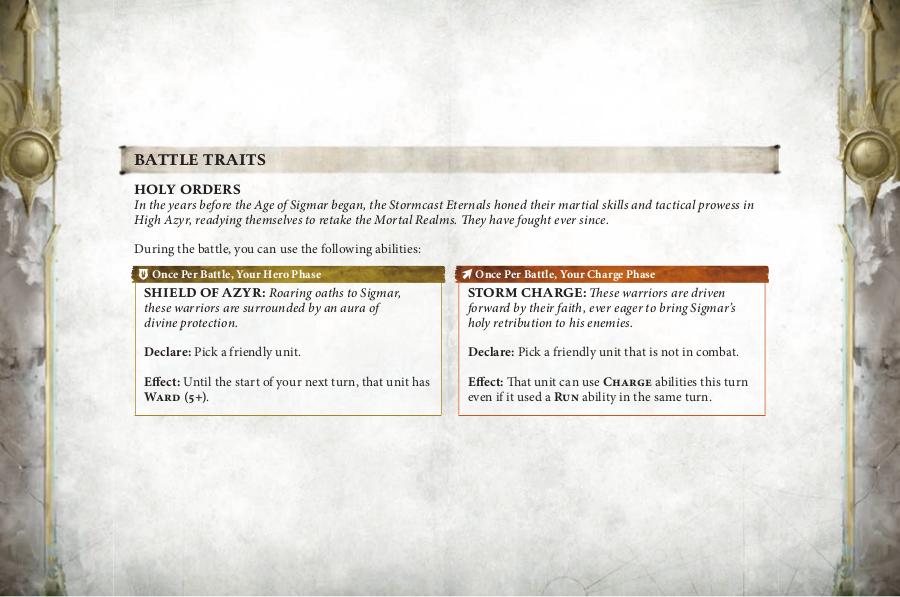 BATTLE TRAITS
HOLY ORDERS
In the years before the Age of Sigmar began, the Stormcast Eternals honed their martial skills and tactical prowess in
High Azyr, readying themselves to retake the Mortal Realms. They have fought ever since.
During the battle, you can use the following abilities:
Once Per Battle, Your Hero Phase
SHIELD OF AZYR: Roaring oaths to Sigmar,
these warriors are surrounded by an aura of
divine protection.
Declare: Pick a friendly unit.
Effect: Until the start of your next turn, that unit has
WARD (5+).
Once Per Battle, Your Charge Phase
STORM CHARGE: These warriors are driven
forward by their faith, ever eager to bring Sigmar’s
holy retribution to his enemies.
Declare: Pick a friendly unit that is not in combat.
Effect: That unit can use CHARGE abilities this turn
even if it used a RUN ability in the same turn.